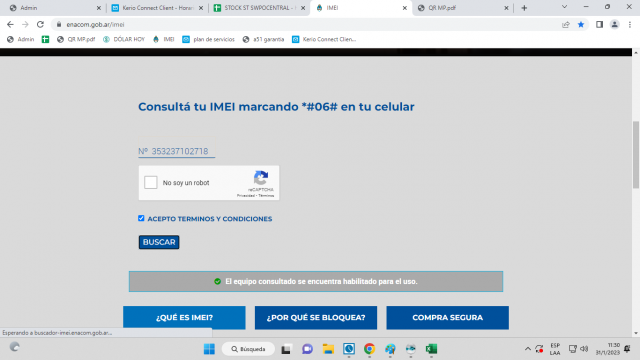 Admin
Kerio Connect Client - Horw
STOCK ST SWPOCENTRAL -
IMEI
QR MP.pdf
enacom.gob.ar/imei
Admin
QR MP.pdf
DÓLAR HOY
IMEI
plan de servicios
a51 garantia
Kerio Connect Clien...
Consultá tu IMEI marcando *#06# en tu celular
Nº 353237102718
No soy un robot
reCAPTCHA
Privacidad - Términos
ACEPTO TERMINOS Y CONDICIONES
BUSCAR
El equipo consultado se encuentra habilitado para el uso.
¿QUÉ ES IMEI?
¿POR QUÉ SE BLOQUEA?
COMPRA SEGURA
Esperando a buscador-imei.enacom.gob.ar...
Búsqueda
ESP
LAA
11:30
31/1/2023